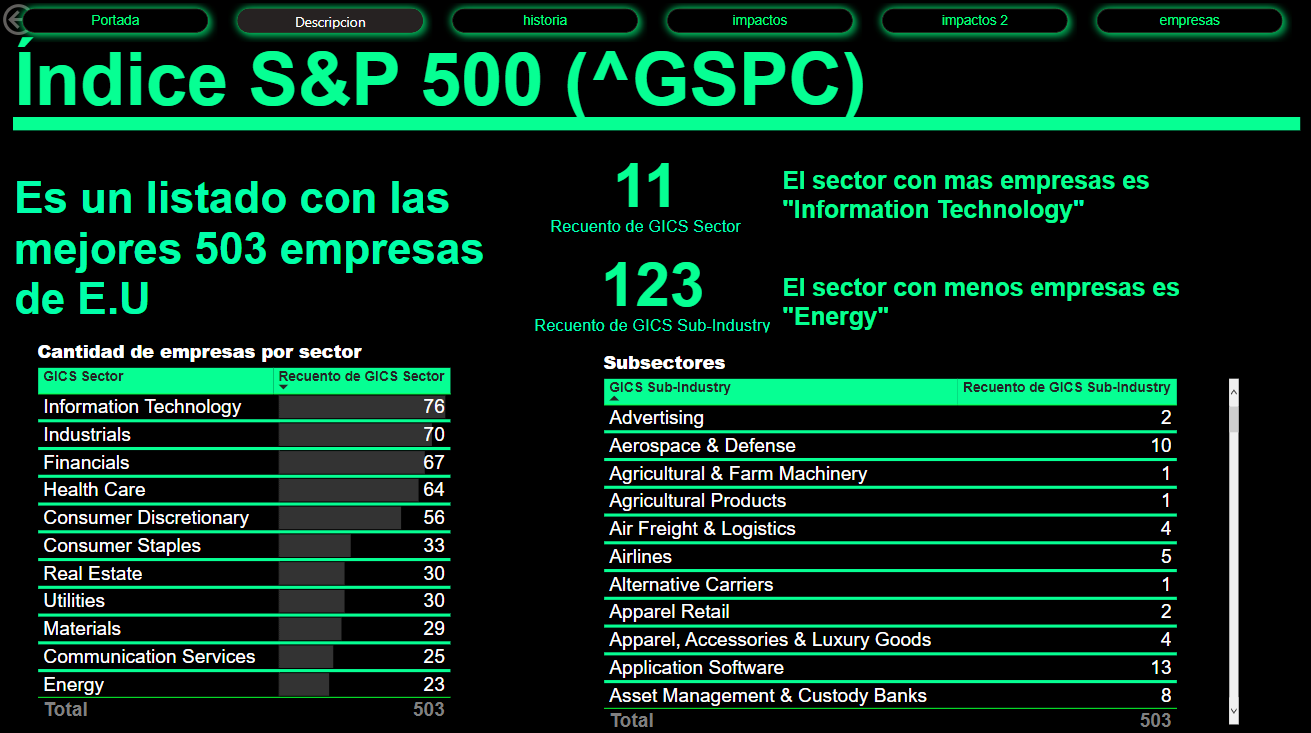 Portada
Descripcion
historia
impactos
impactos 2
empresas
Índice S&P 500 (^GSPC)
Es un listado con las
mejores 503 empresas
de E.U
11
Recuento de GICS Sector
El sector con mas empresas es
"Information Technology"
123
Recuento de GICS Sub-Industry
El sector con menos empresas es
"Energy"
Cantidad de empresas por sector
GICS Sector Recuento de GICS Sector
Information Technology 76
Industrials 70
Financials 67
Health Care 64
Consumer Discretionary 56
Consumer Staples 33
Real Estate 30
Utilities 30
Materials 29
Communication Services 25
Energy 23
Total 503
Subsectores
GICS Sub-Industry Recuento de GICS Sub-Industry
Advertising 2
Aerospace & Defense 10
Agricultural & Farm Machinery 1
Agricultural Products 1
Air Freight & Logistics 4
Airlines 5
Alternative Carriers 1
Apparel Retail 2
Apparel, Accessories & Luxury Goods 4
Application Software 13
Asset Management & Custody Banks 8
Total 503